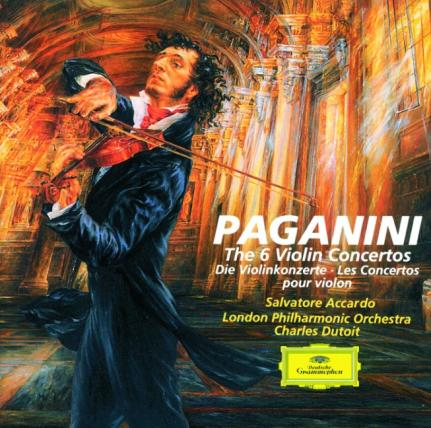 PAGANINI
The 6 Violin Concertos
Die Violinkonzerte · Les Concertos
pour violon
Salvatore Accardo
London Philharmonic Orchestra
Charles Dutoit
Deutsche
Grammophon